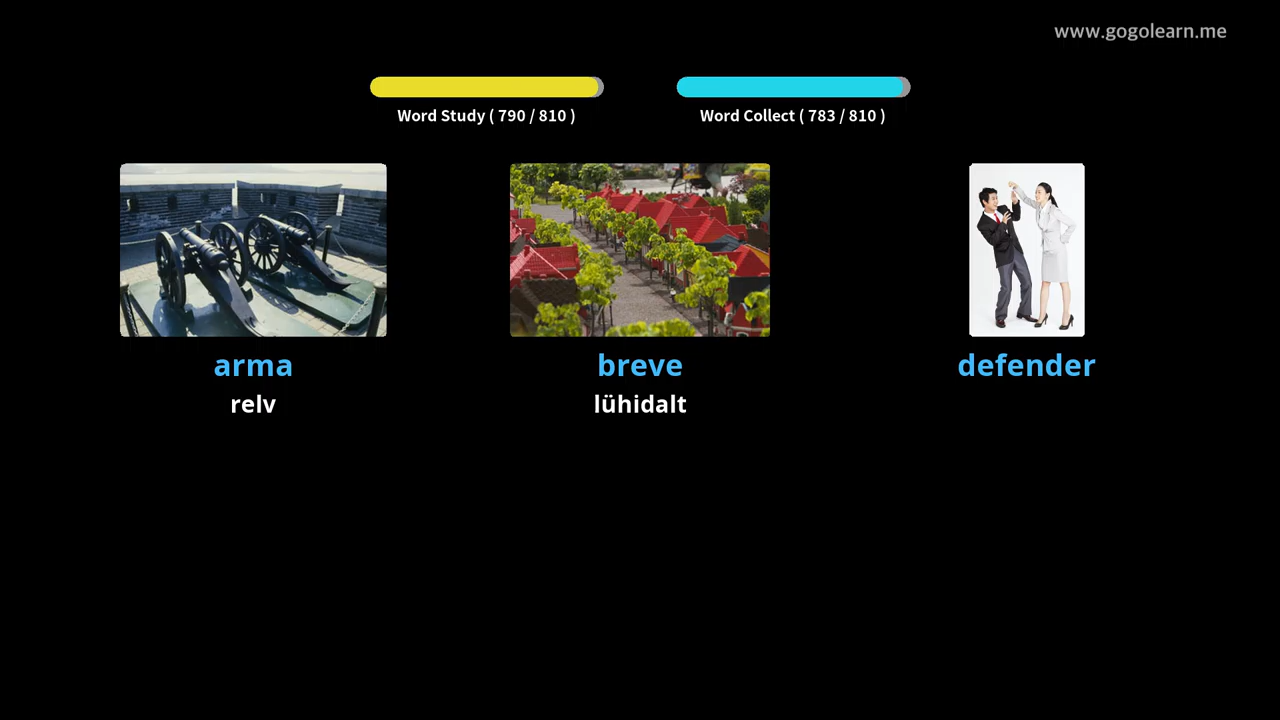 www.gogolearn.me
Word Study ( 790 / 810 )
Word Collect ( 783 / 810 )
arma
relv
breve
lühidalt
defender